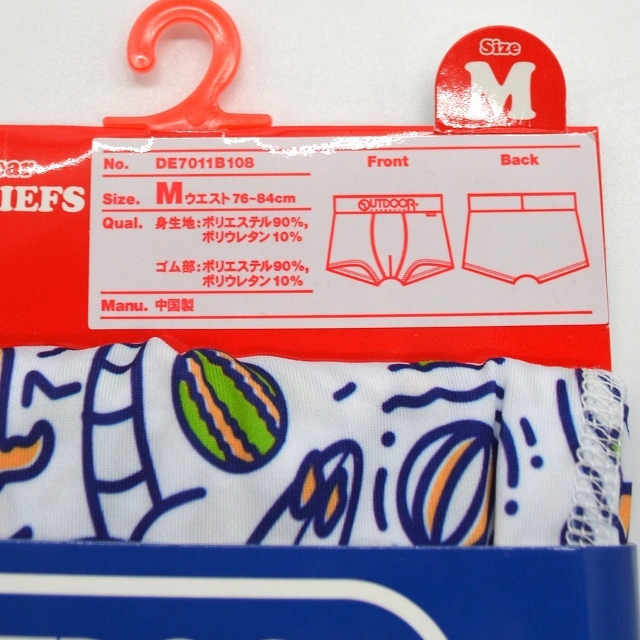 Size
M
ear
IEFS
No. DE7011B108
Size. M ウエスト 76~84cm
Qual. 身生地:ポリエステル90%,
ポリウレタン10%
ゴム部:ポリエステル90%,
ポリウレタン10%
Manu. 中国製
Front
Back
OUTDOOR